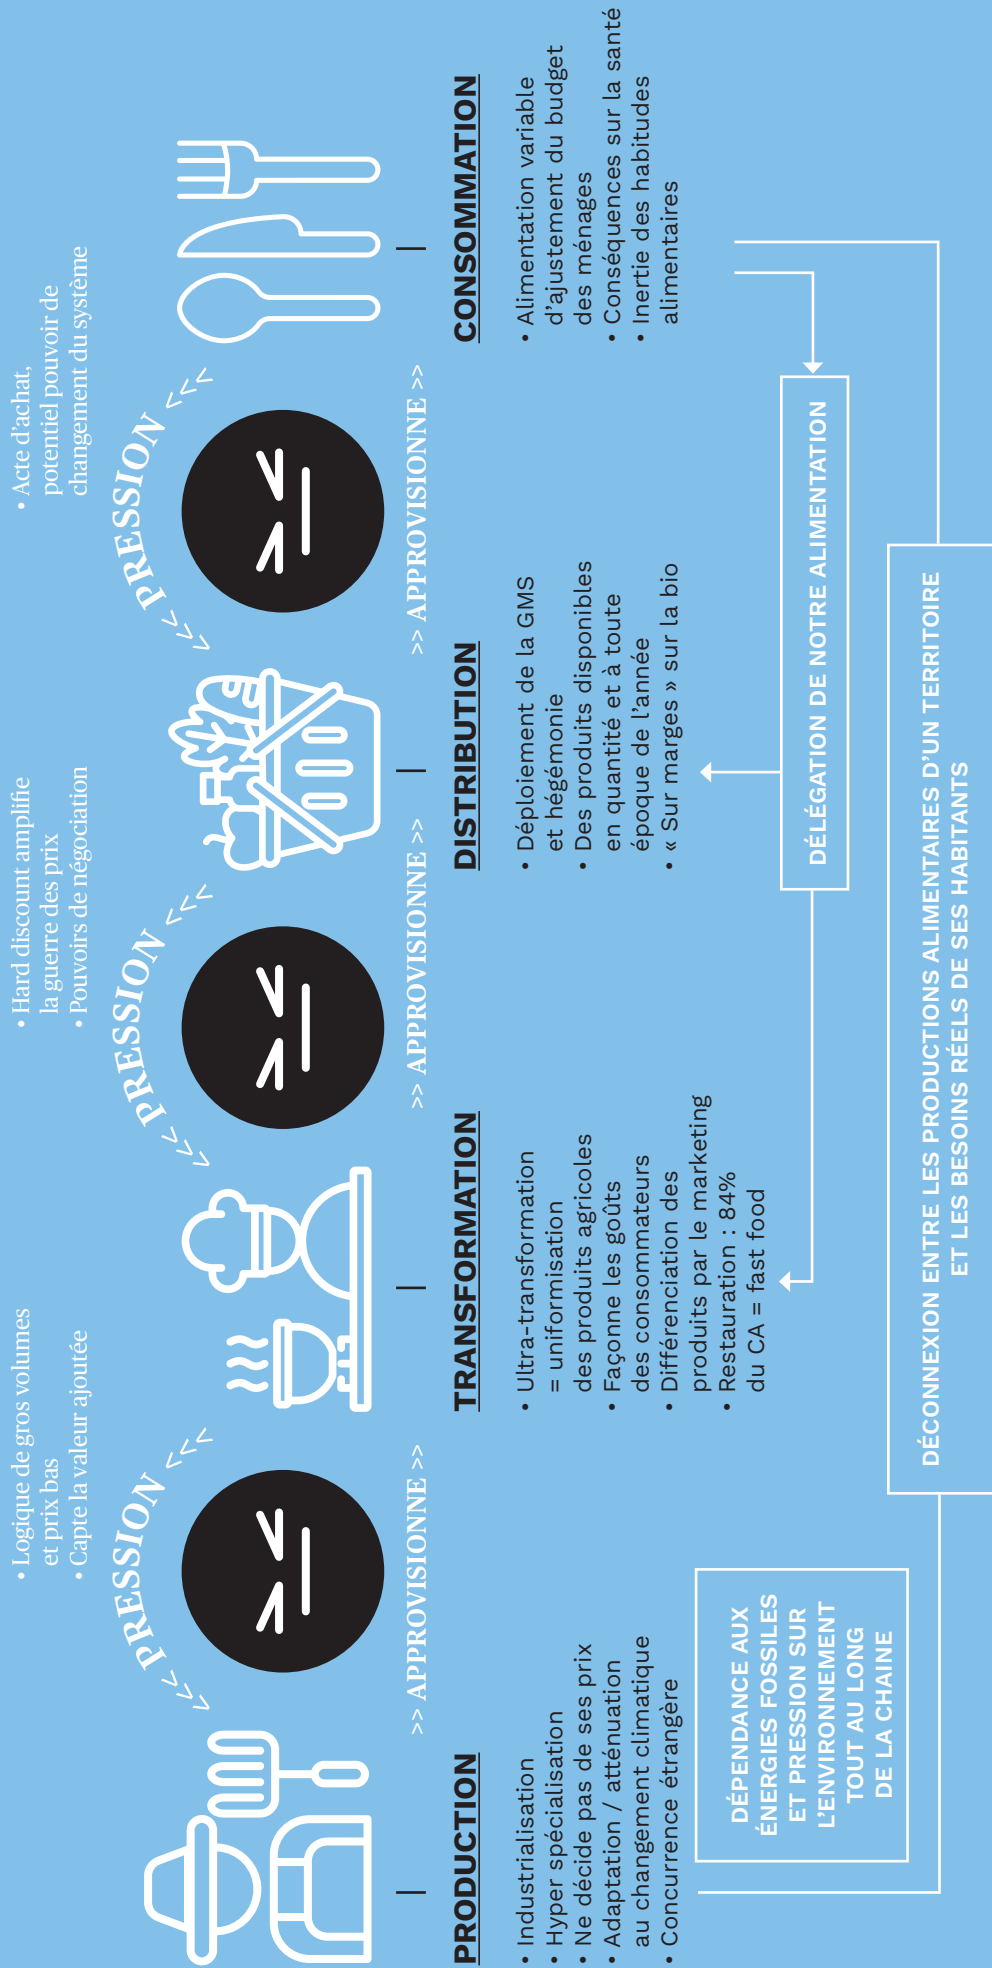 • Logique de gros volumes
et prix bas
• Capte la valeur ajoutée
• Hard discount amplifie
la guerre des prix
• Pouvoirs de négociation
• Acte d'achat,
potentiel pouvoir de
changement du système
<<< PRESSION <<<
<<< PRESSION <<<
<<< PRESSION <<<
>> APPROVISIONNE >>
>> APPROVISIONNE >>
>> APPROVISIONNE >>
PRODUCTION
• Industrialisation
• Hyper spécialisation
• Ne décide pas de ses prix
• Adaptation / atténuation
au changement climatique
• Concurrence étrangère
TRANSFORMATION
• Ultra-transformation
= uniformisation
des produits agricoles
• Façonne les goûts
des consommateurs
• Différenciation des
produits par le marketing
• Restauration : 84%
du CA = fast food
DISTRIBUTION
• Déploiement de la GMS
et hégémonie
• Des produits disponibles
en quantité et à toute
époque de l'année
• « Sur marges » sur la bio
CONSOMMATION
• Alimentation variable
d'ajustement du budget
des ménages
• Conséquences sur la santé
• Inertie des habitudes
alimentaires
DÉPENDANCE AUX
ÉNERGIES FOSSILES
ET PRESSION SUR
L'ENVIRONNEMENT
TOUT AU LONG
DE LA CHAINE
DÉLÉGATION DE NOTRE ALIMENTATION
DÉCONNEXION ENTRE LES PRODUCTIONS ALIMENTAIRES D'UN TERRITOIRE
ET LES BESOINS RÉELS DE SES HABITANTS